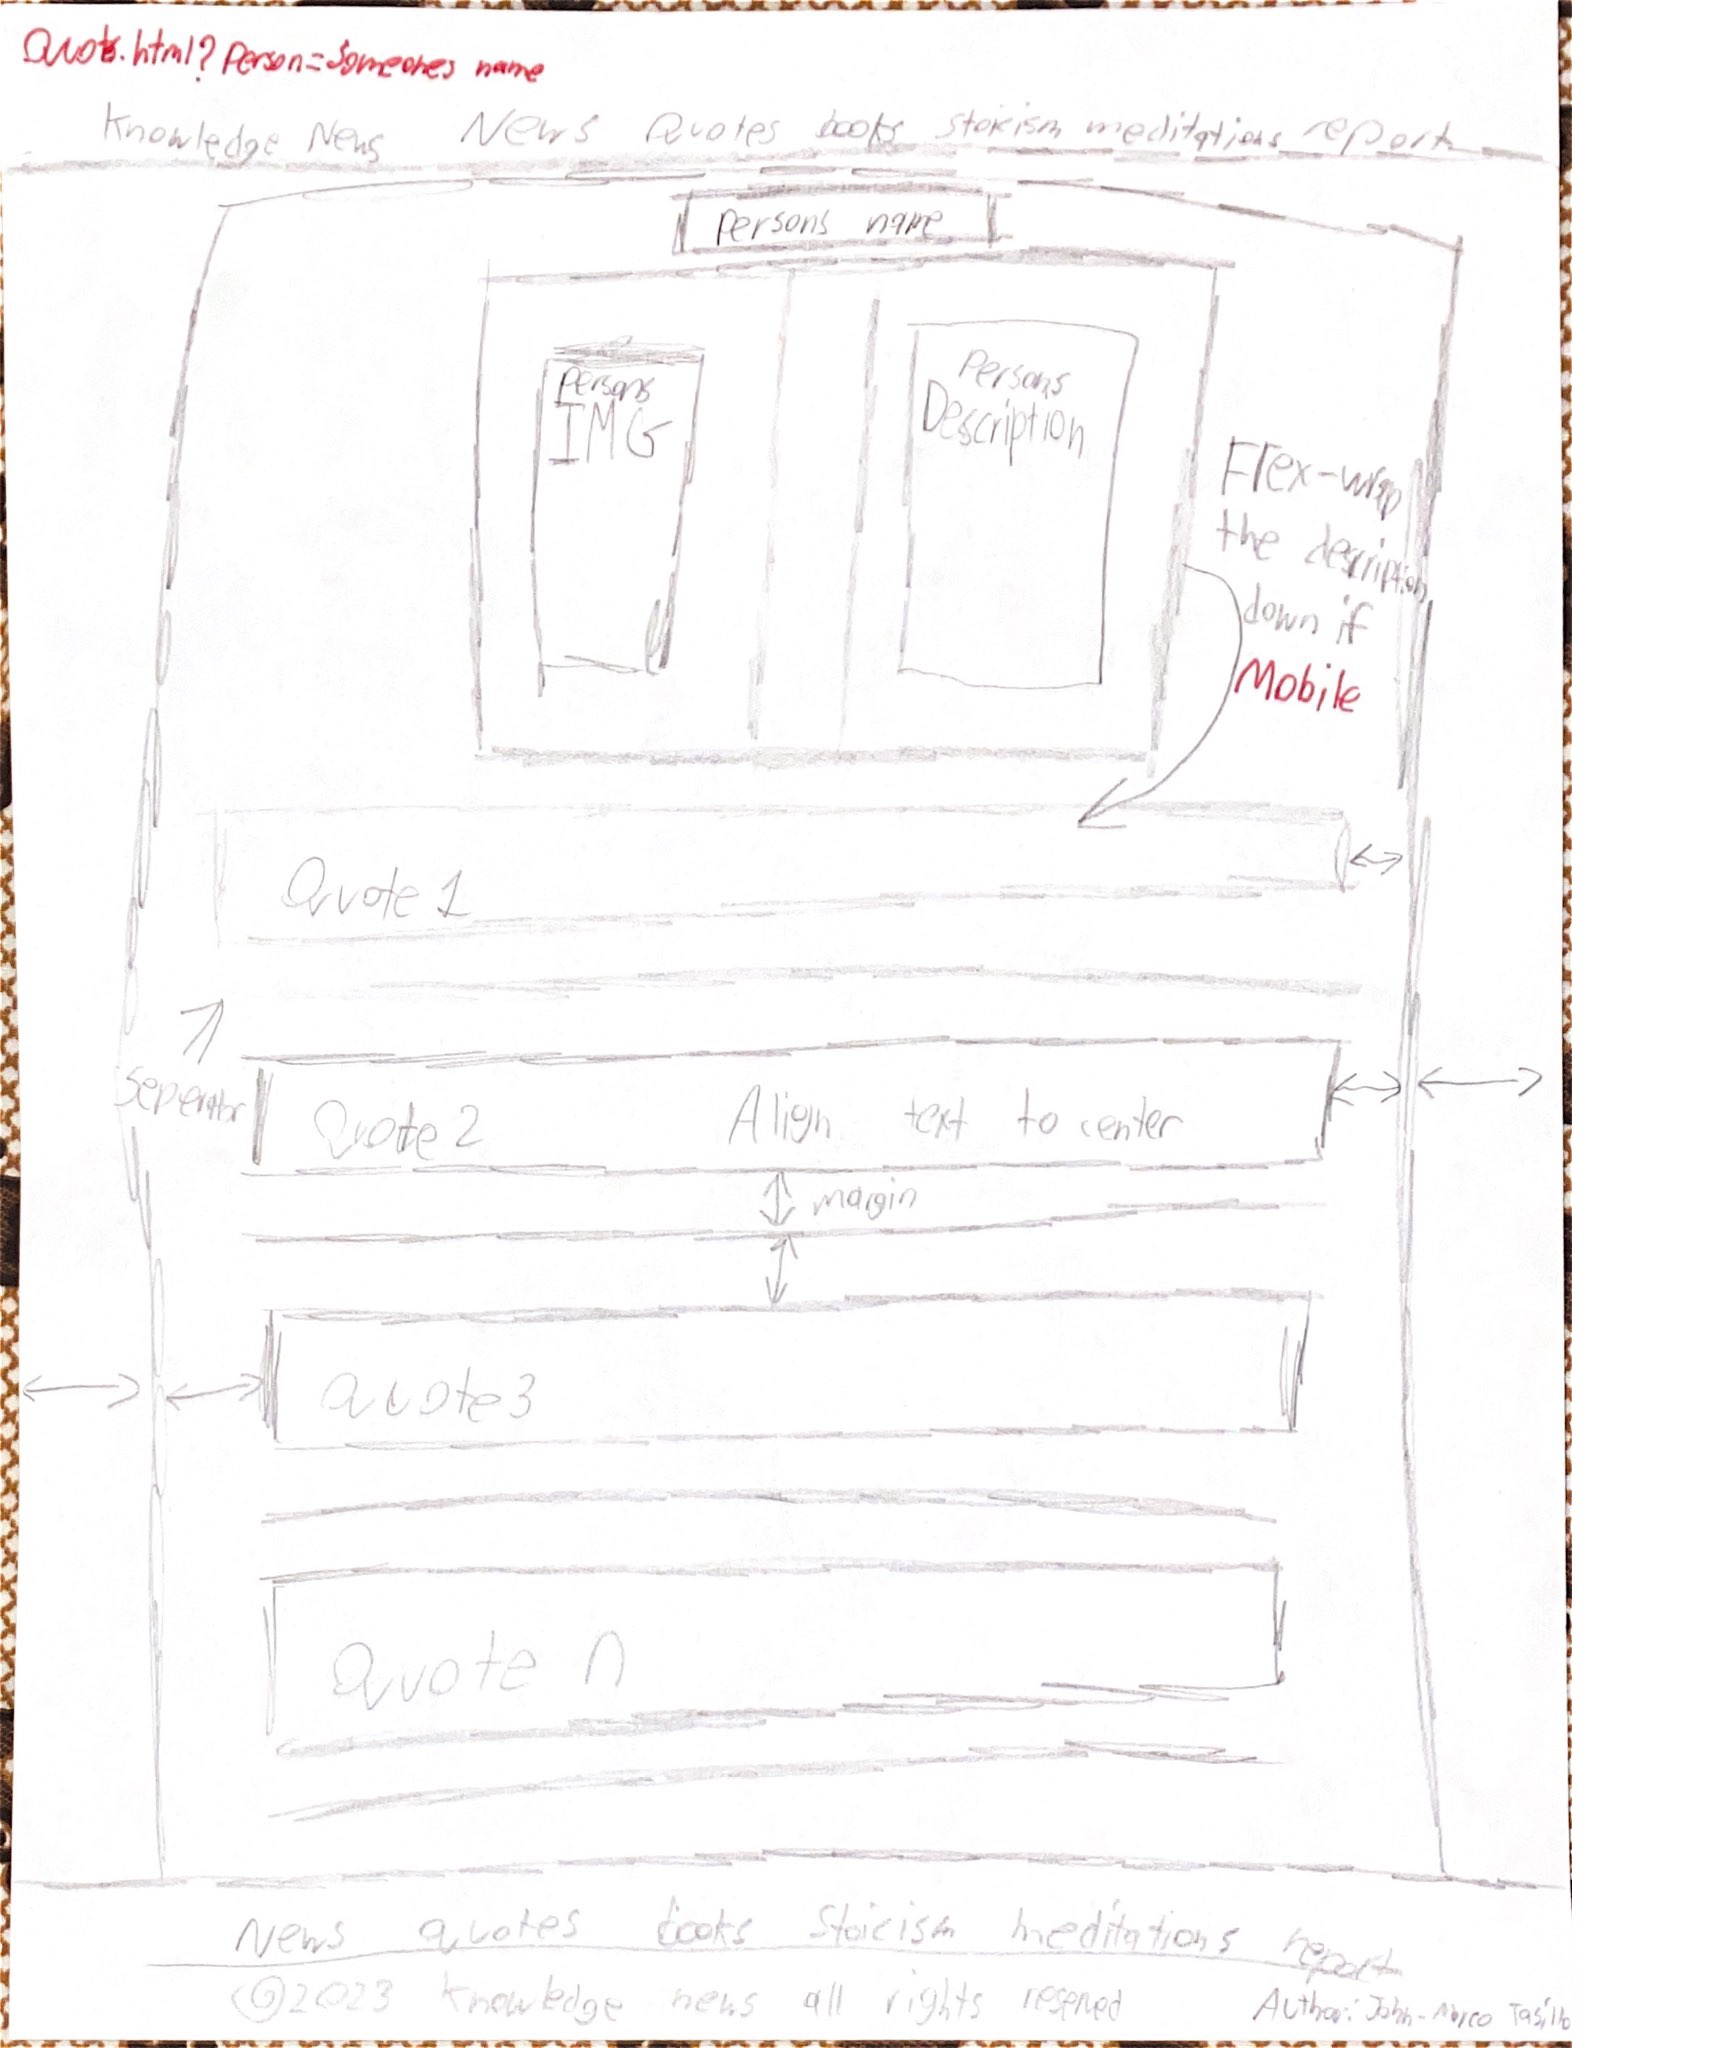 Quote.html? Person=Someones name
Knowledge News News Quotes books stoicism meditations report
persons name
persons
IMG
Persons
Description
Flex-wrap
the description
down if
Mobile
Quote 1
Seperator
Quote 2 Align text to center
margin
Quote 3
Quote n
News quotes books Stoicism meditations report
©2023 knowledge news all rights reserved Author: John-Marco